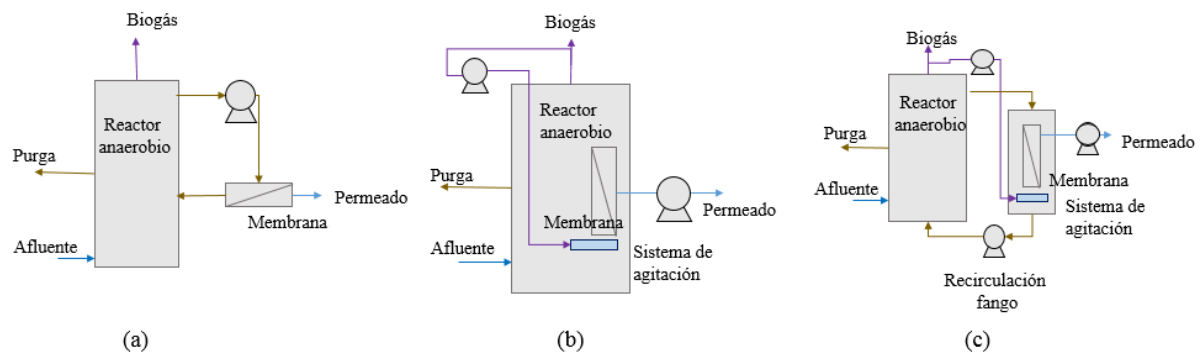 Biogás
Reactor
anaerobio
Purga
Afluente
Permeado
Membrana
(a)
Biogás
Reactor
anaerobio
Purga
Afluente
Membrana
Permeado
Sistema de
agitación
(b)
Biogás
Reactor
anaerobio
Purga
Afluente
Permeado
Membrana
Sistema de
agitación
Recirculación
fango
(c)